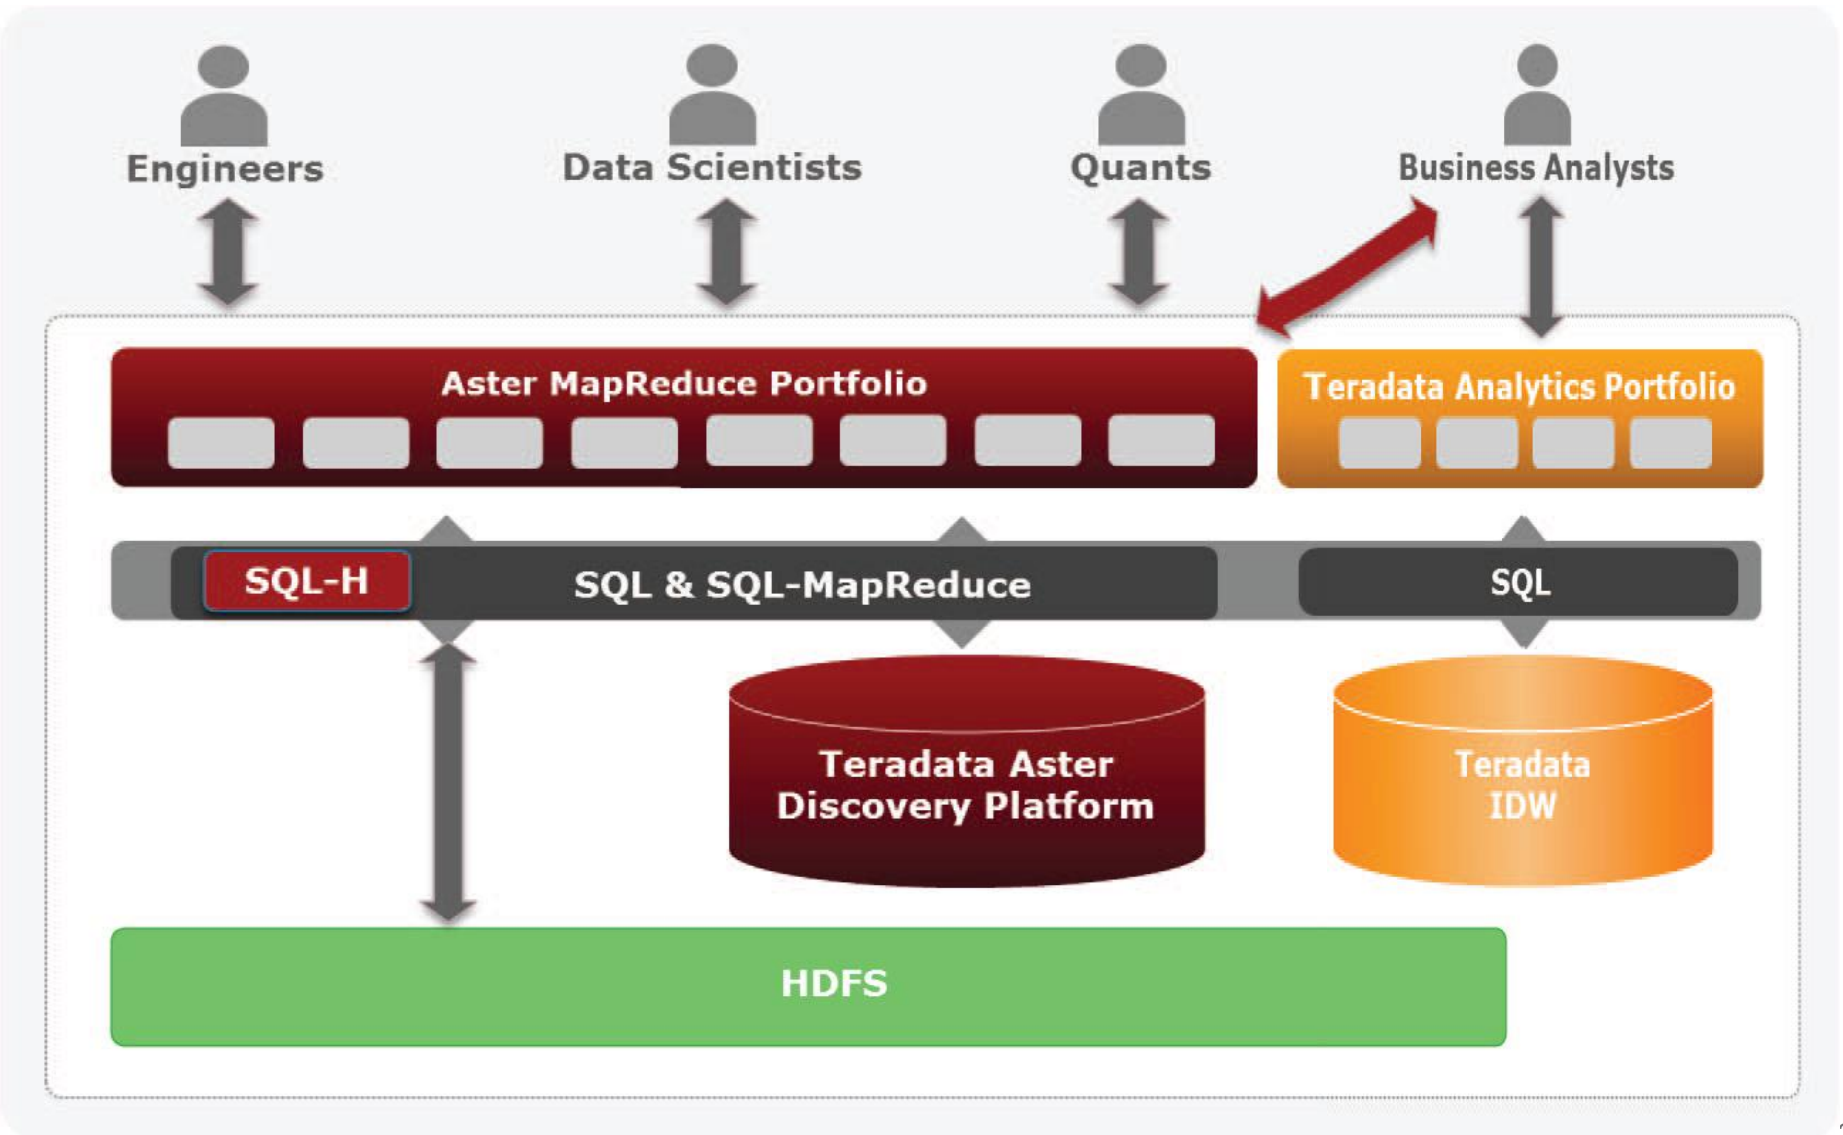 Engineers
Data Scientists
Quants
Business Analysts
Aster MapReduce Portfolio
Teradata Analytics Portfolio
SQL-H
SQL & SQL-MapReduce
SQL
Teradata Aster
Discovery Platform
Teradata
IDW
HDFS